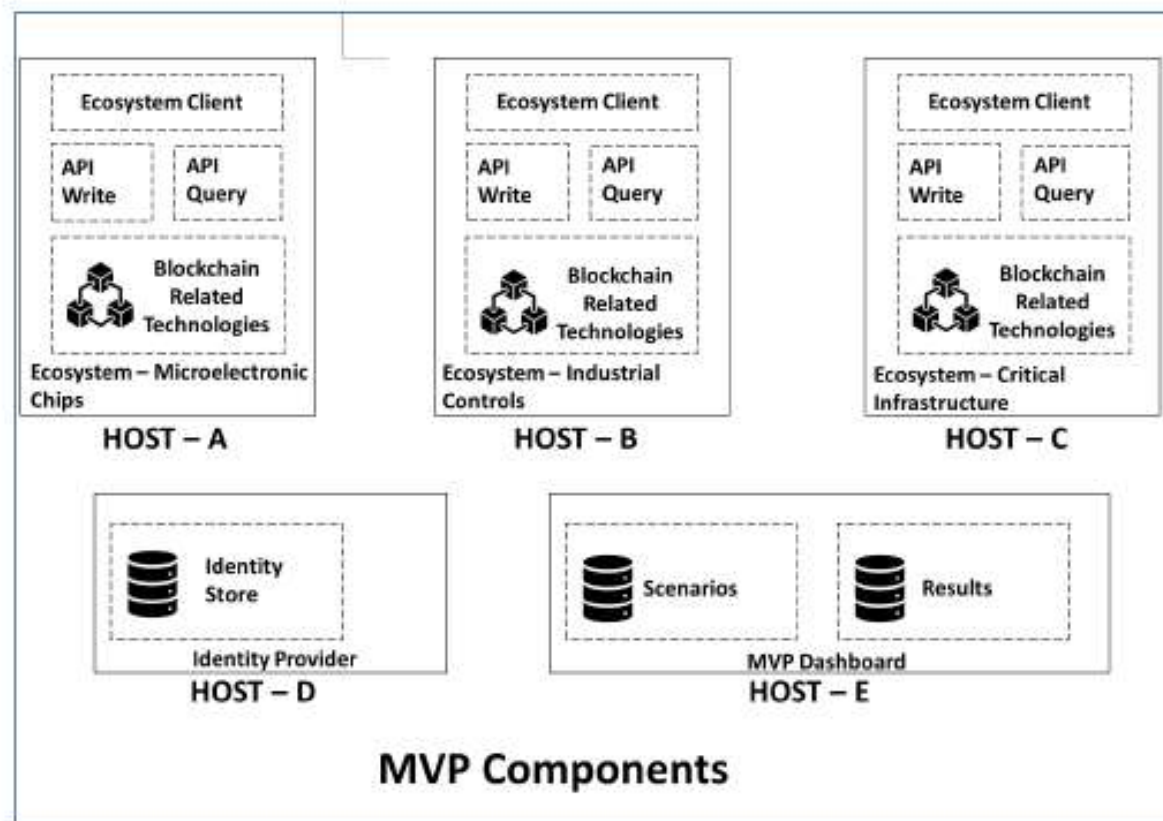 Ecosystem Client
API
Write
API
Query
Blockchain
Related
Technologies
Ecosystem – Microelectronic
Chips
HOST – A
Ecosystem Client
API
Write
API
Query
Blockchain
Related
Technologies
Ecosystem – Industrial
Controls
HOST – B
Ecosystem Client
API
Write
API
Query
Blockchain
Related
Technologies
Ecosystem – Critical
Infrastructure
HOST – C
Identity
Store
Identity Provider
HOST – D
Scenarios
Results
MVP Dashboard
HOST – E
MVP Components